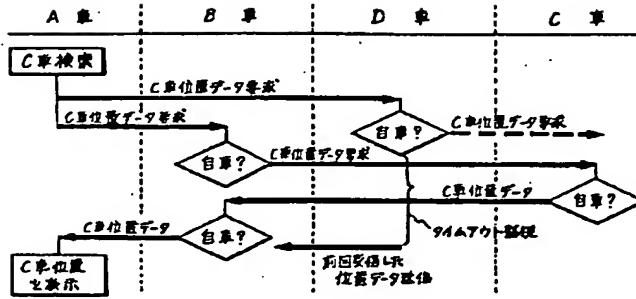 A 車 B 車 D 車 C 車
C車検索
C車位置データ要求
C車位置データ要求
C車位置データ要求
自車?
自車?
C車位置データ要求
自車?
C車位置データ
C車位置データ
自車?
タイムアウト処理
前回受信した
位置データ送信
C車位置
を表示